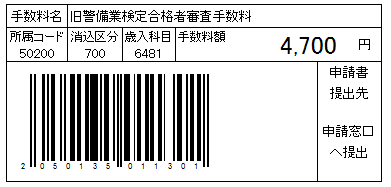 手数料名 旧警備業検定合格者審査手数料
所属コード 消込区分 歳入科目 手数料額 4,700 円
50200 700 6481
申請書
提出先
申請窓口
へ提出
2050135011301